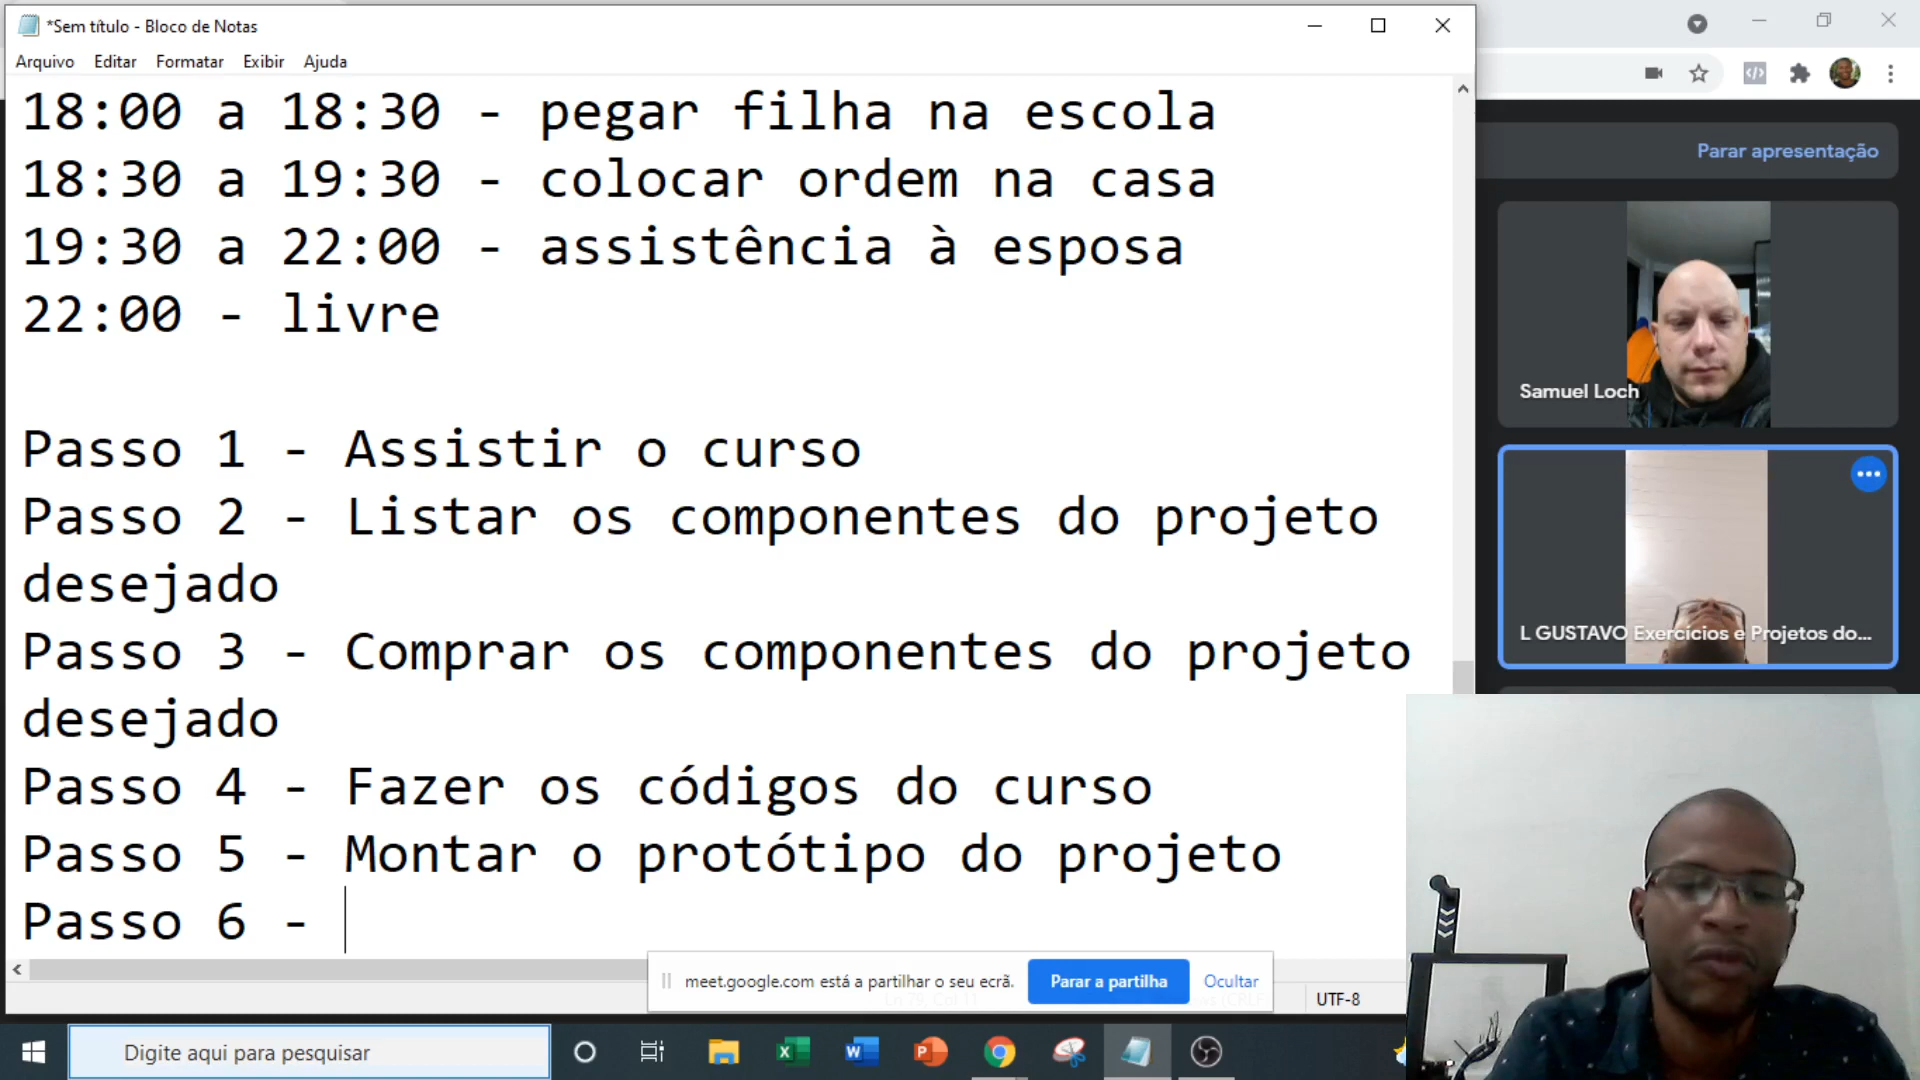 *Sem título - Bloco de Notas
Arquivo Editar Formatar Exibir Ajuda
18:00 a 18:30 - pegar filha na escola
18:30 a 19:30 - colocar ordem na casa
19:30 a 22:00 - assistência à esposa
22:00 - livre
Passo 1 - Assistir o curso
Passo 2 - Listar os componentes do projeto
desejado
Passo 3 - Comprar os componentes do projeto
desejado
Passo 4 - Fazer os códigos do curso
Passo 5 - Montar o protótipo do projeto
Passo 6 -
Parar apresentação
Samuel Loch
L GUSTAVO Exercícios e Projetos do...
meet.google.com está a partilhar o seu ecrã.
Parar a partilha
Ocultar
UTF-8
Digite aqui para pesquisar